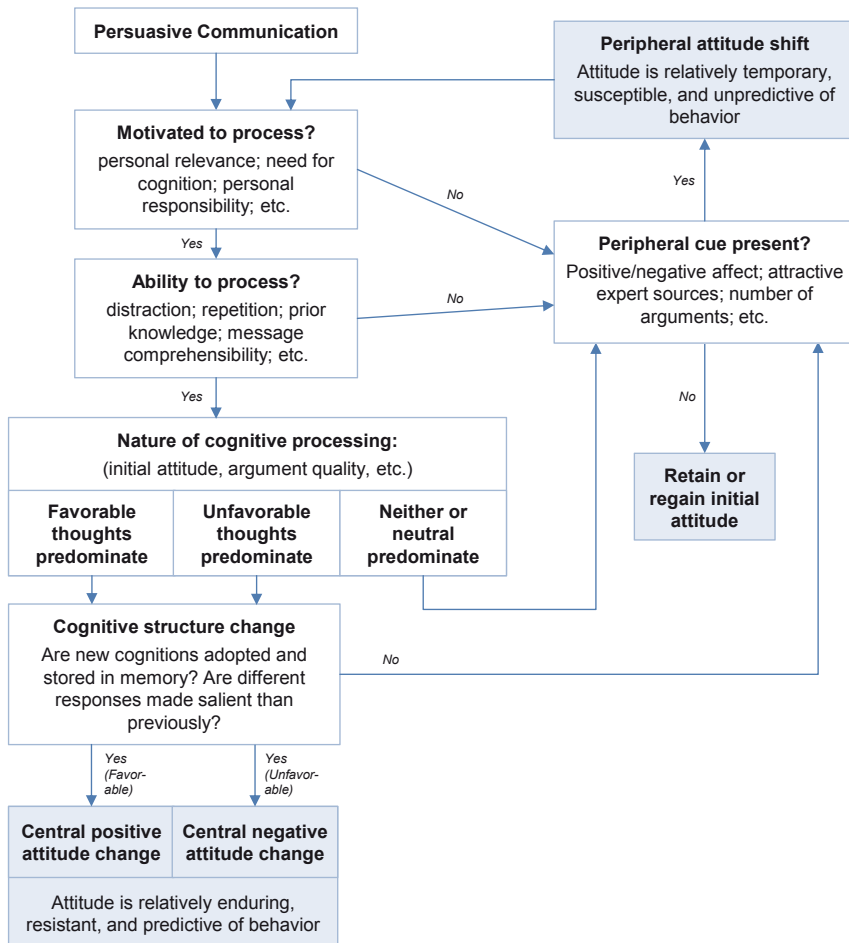 Persuasive Communication
Peripheral attitude shift
Attitude is relatively temporary,
susceptible, and unpredictive of
behavior
Motivated to process?
personal relevance; need for
cognition; personal
responsibility; etc.
No
Yes
Yes
Peripheral cue present?
Positive/negative affect; attractive
expert sources; number of
arguments; etc.
Ability to process?
distraction; repetition; prior
knowledge; message
comprehensibility; etc.
No
Yes
No
Nature of cognitive processing:
(initial attitude, argument quality, etc.)
Favorable
thoughts
predominate
Unfavorable
thoughts
predominate
Neither or
neutral
predominate
Retain or
regain initial
attitude
Cognitive structure change
Are new cognitions adopted and
stored in memory? Are different
responses made salient than
previously?
No
Yes
(Favor-
able)
Yes
(Unfavor-
able)
Central positive
attitude change
Central negative
attitude change
Attitude is relatively enduring,
resistant, and predictive of behavior